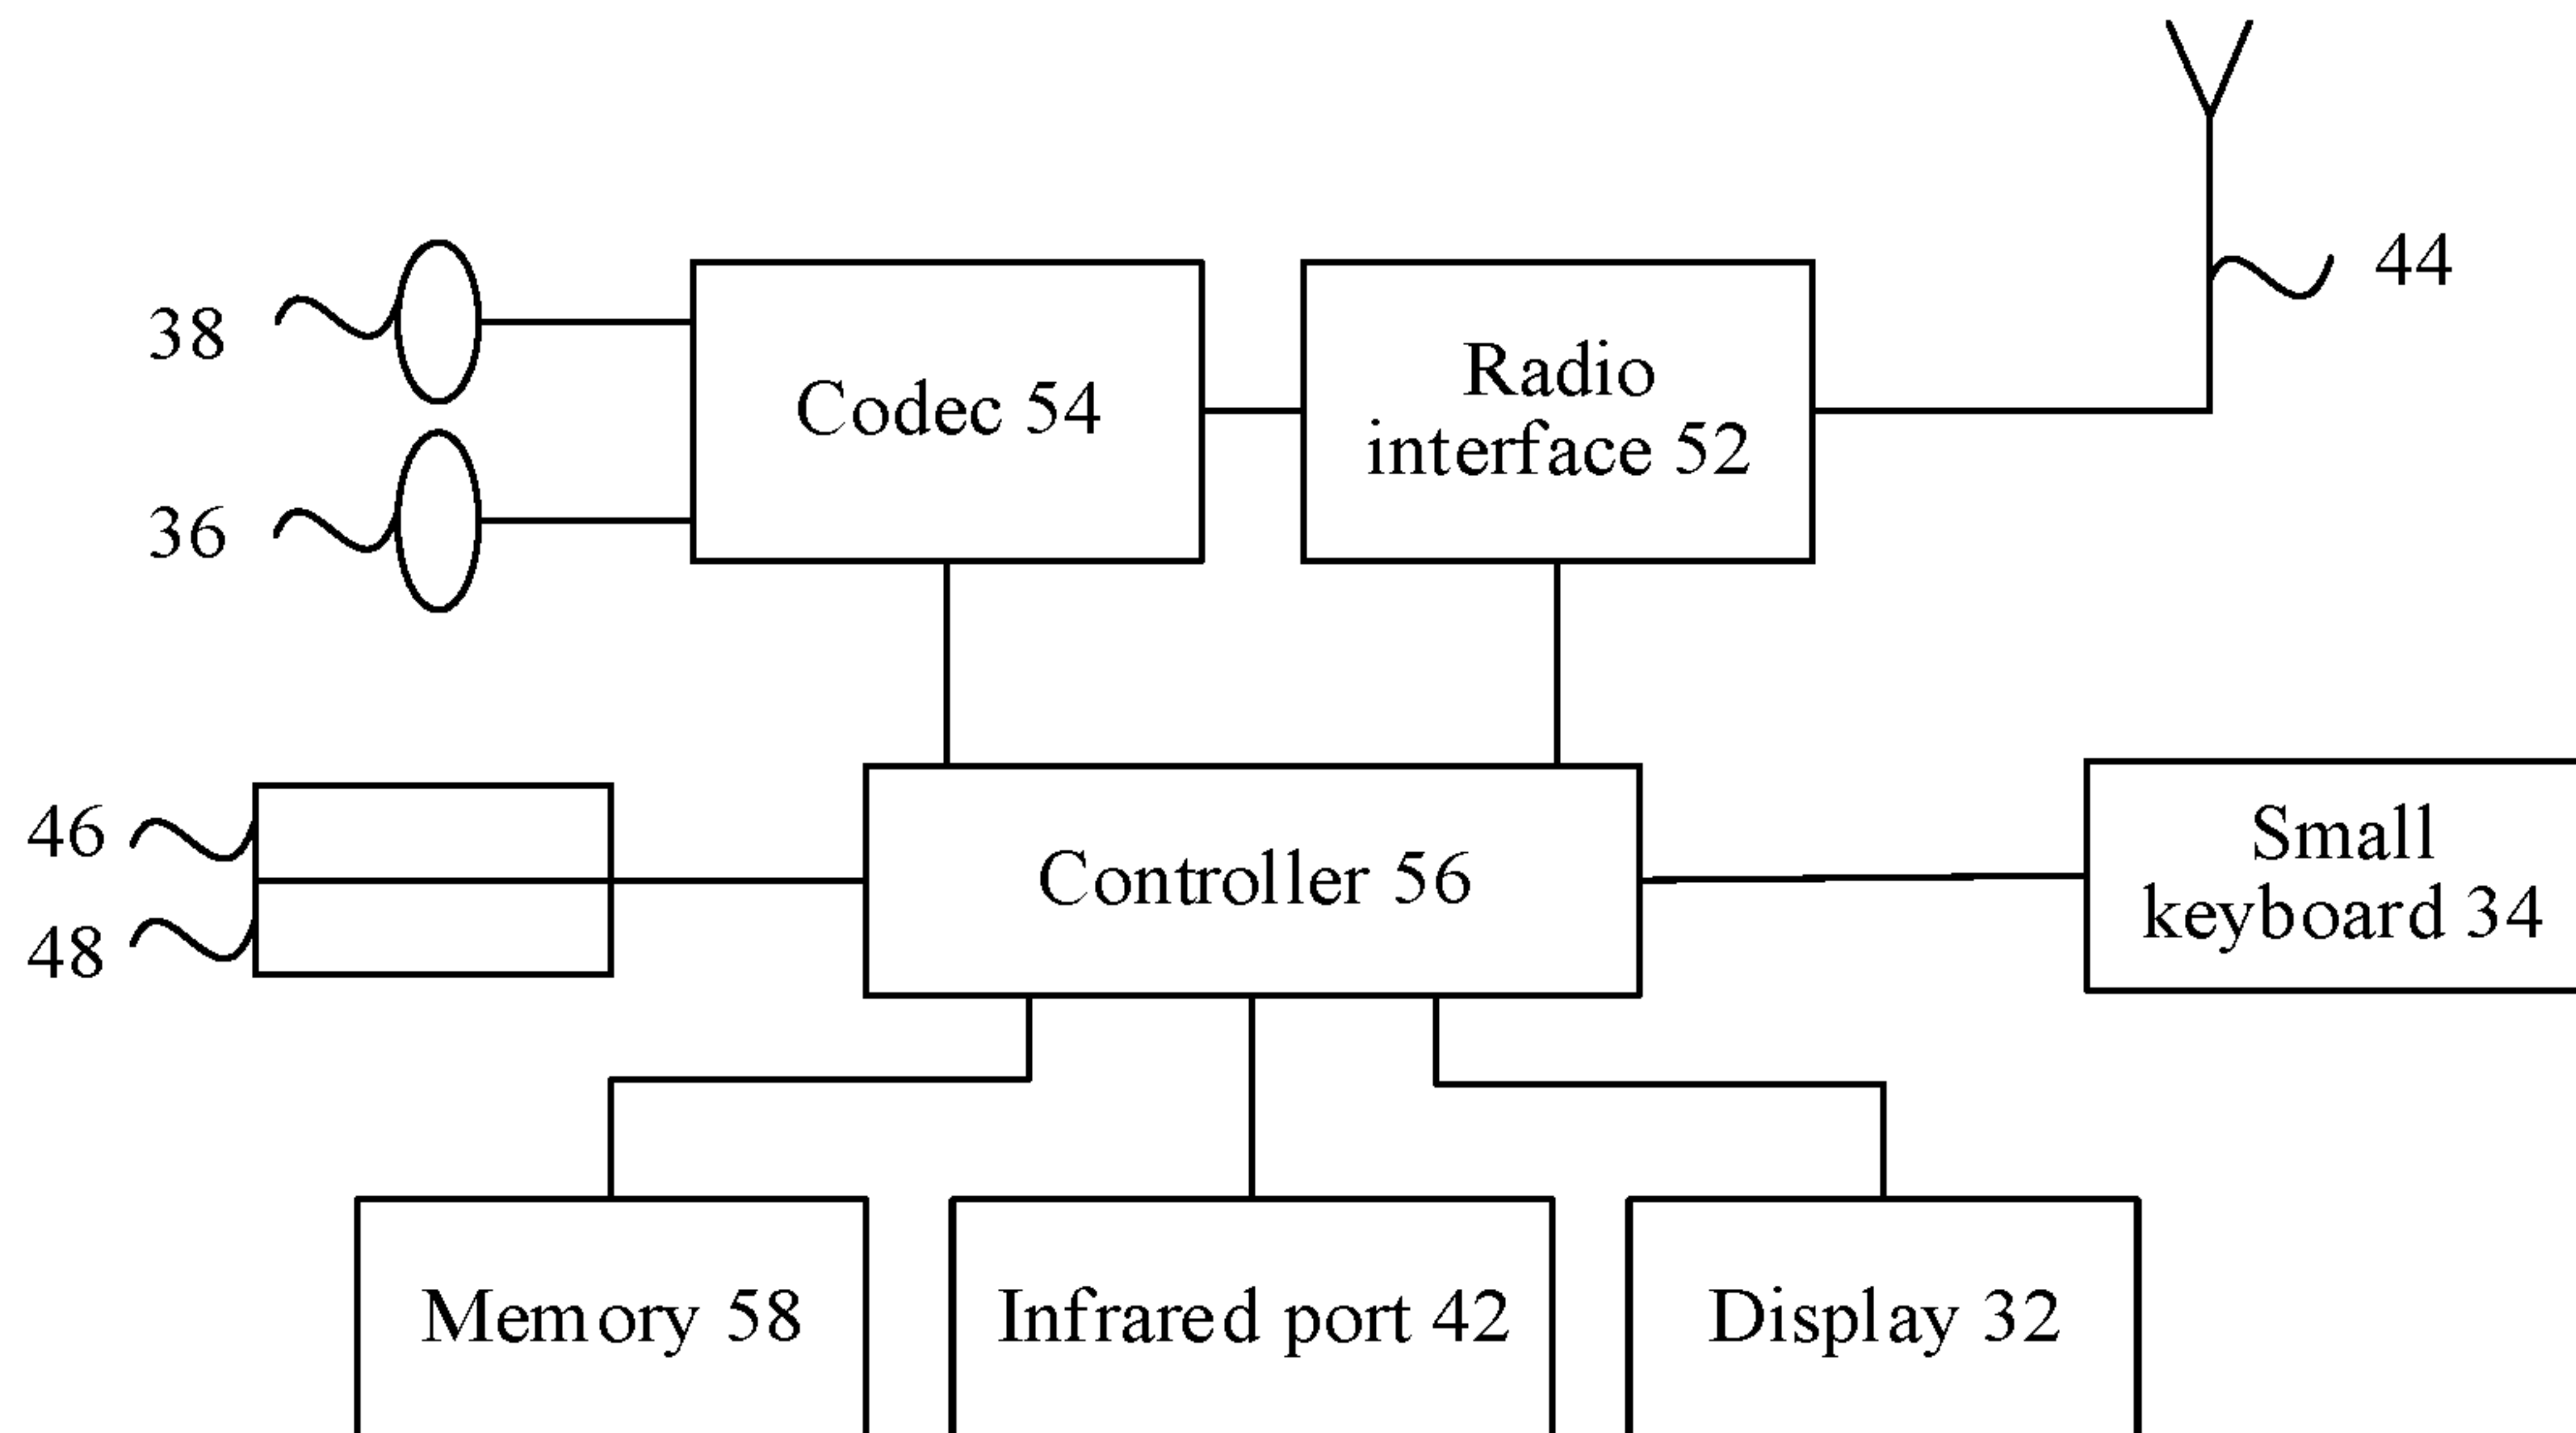 44
38
Codec 54
Radio
interface 52
36
46
48
Controller 56
Small
keyboard 34
Memory 58
Infrared port 42
Display 32